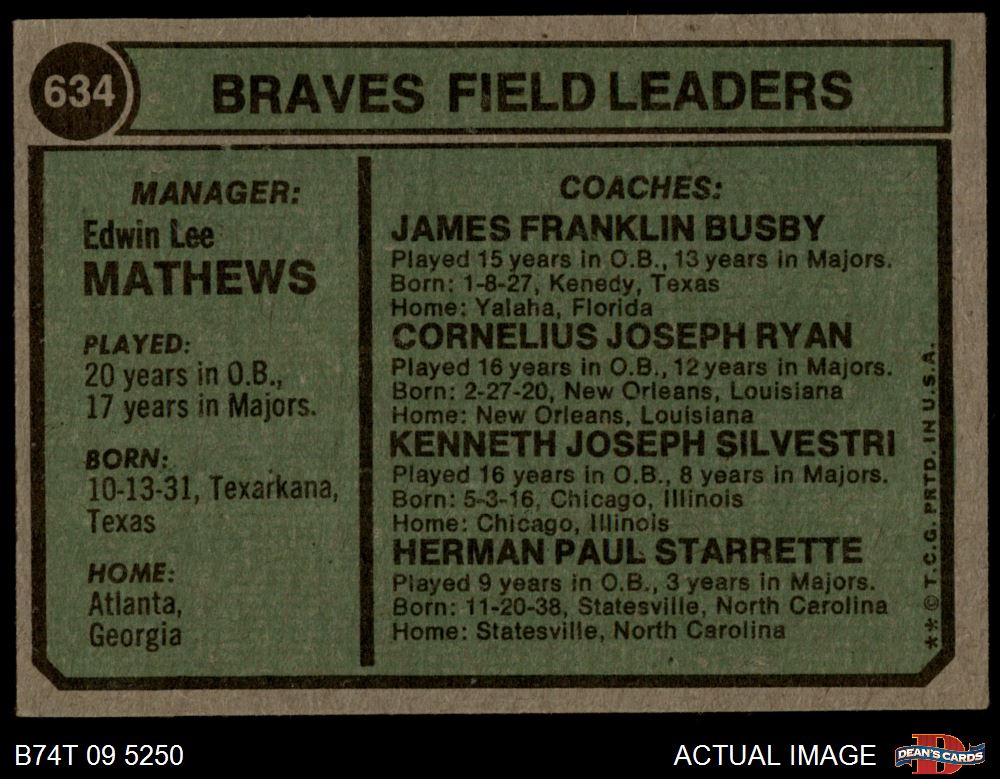 634
BRAVES FIELD LEADERS
MANAGER:
Edwin Lee
MATHEWS
PLAYED:
20 years in O.B.,
17 years in Majors.
BORN:
10-13-31, Texarkana,
Texas
HOME:
Atlanta,
Georgia
COACHES:
JAMES FRANKLIN BUSBY
Played 15 years in O.B., 13 years in Majors.
Born: 1-8-27, Kenedy, Texas
Home: Yalaha, Florida
CORNELIUS JOSEPH RYAN
Played 16 years in O.B., 12 years in Majors.
Born: 2-27-20, New Orleans, Louisiana
Home: New Orleans, Louisiana
KENNETH JOSEPH SILVESTRI
Played 16 years in O.B., 8 years in Majors.
Born: 5-3-16, Chicago, Illinois
Home: Chicago, Illinois
HERMAN PAUL STARRETTE
Played 9 years in O.B., 3 years in Majors.
Born: 11-20-38, Statesville, North Carolina
Home: Statesville, North Carolina
** © T.C.G. PRTD. IN U.S.A.
B74T 09 5250
ACTUAL IMAGE
D
DEAN'S CARDS